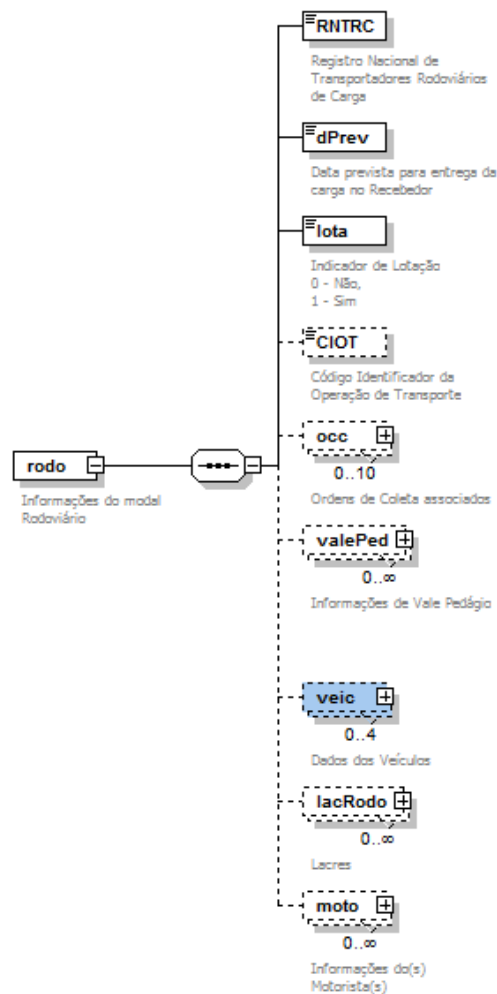 RNTRC
Registro Nacional de
Transportadores Rodoviários
de Carga
dPrev
Data prevista para entrega da
carga no Recebedor
lota
Indicador de Lotação
0 - Não,
1 - Sim
CIOT
Código Identificador da
Operação de Transporte
occ
0..10
Ordens de Coleta associados
rodo
Informações do modal
Rodoviário
valePed
0..∞
Informações de Vale Pedágio
veic
0..4
Dados dos Veículos
lacRodo
0..∞
Lacres
moto
0..∞
Informações do(s)
Motorista(s)